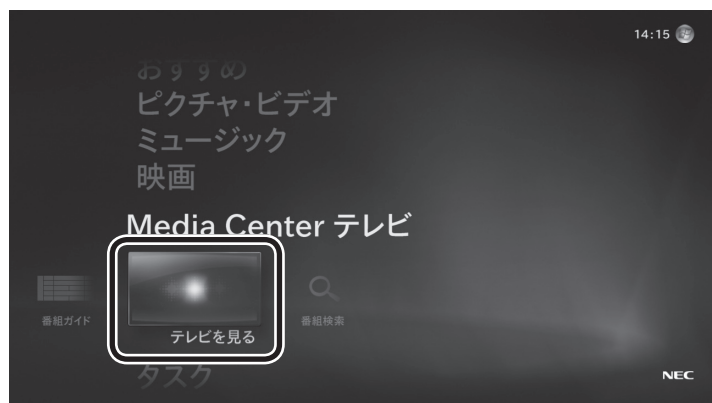 14:15
おすすめ
ピクチャ・ビデオ
ミュージック
映画
Media Center テレビ
番組ガイド
テレビを見る
番組検索
タスク
NEC